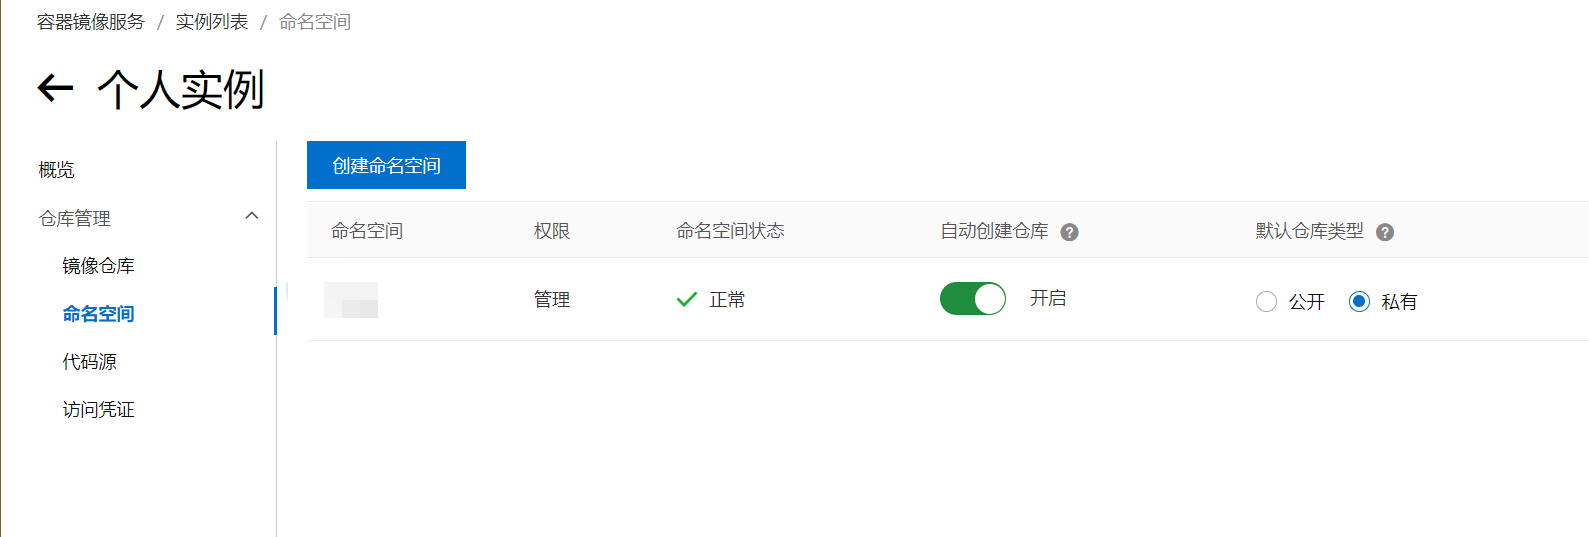 容器镜像服务 / 实例列表 / 命名空间
个人实例
概览
仓库管理
镜像仓库
命名空间
代码源
访问凭证
创建命名空间
命名空间 权限 命名空间状态 自动创建仓库 ? 默认仓库类型 ?
管理 正常 开启 公开 私有